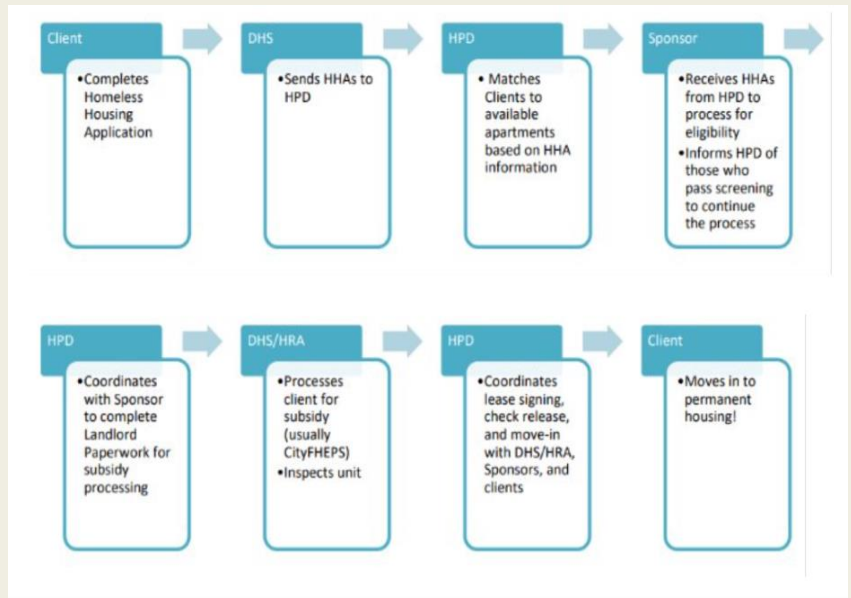 Client
•Completes
Homeless
Housing
Application
DHS
•Sends HHAs to
HPD
HPD
• Matches
Clients to
available
apartments
based on HHA
information
Sponsor
•Receives HHAs
from HPD to
process for
eligibility
•Informs HPD of
those who
pass screening
to continue
the process
HPD
•Coordinates
with Sponsor
to complete
Landlord
Paperwork for
subsidy
processing
DHS/HRA
•Processes
client for
subsidy
(usually
CityFHEPS)
•Inspects unit
HPD
•Coordinates
lease signing,
check release,
and move-in
with DHS/HRA,
Sponsors, and
clients
Client
•Moves in to
permanent
housing!